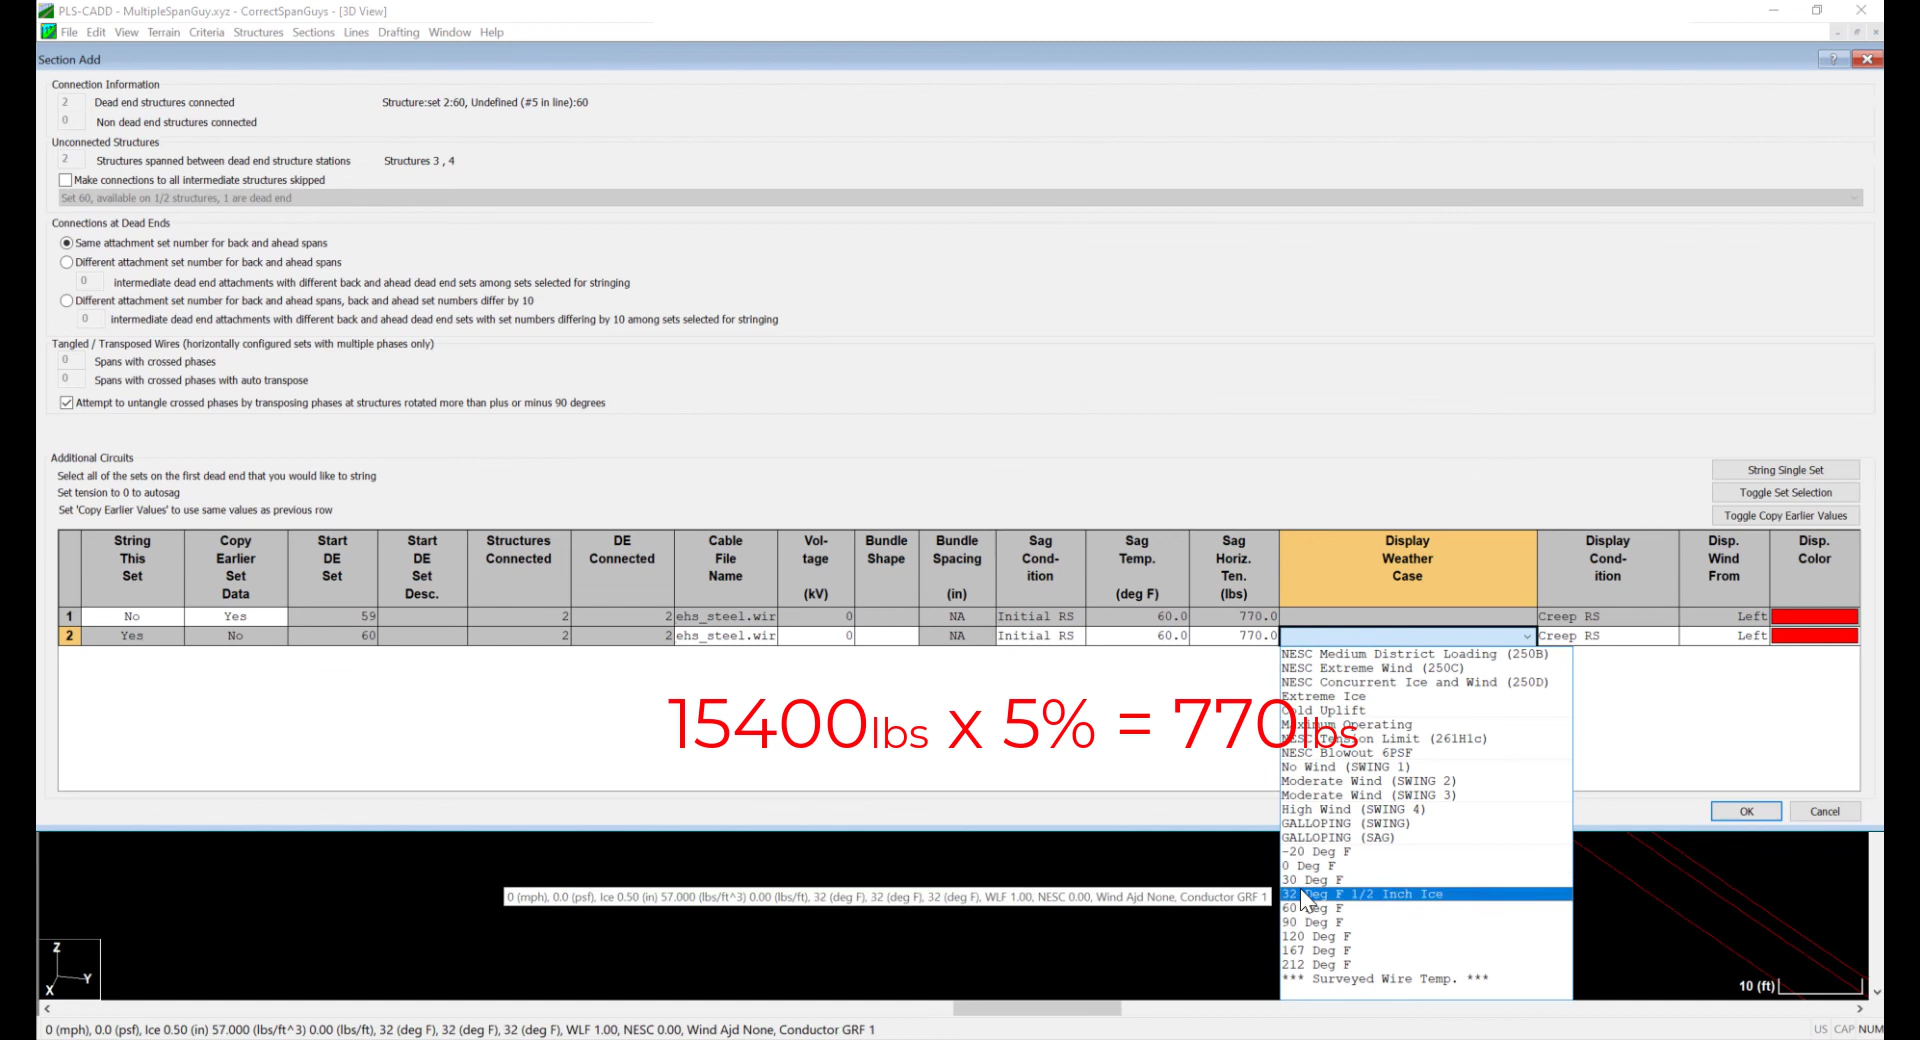 PLS-CADD - MultipleSpanGuy.xyz - CorrectSpanGuys - [3D View]
File Edit View Terrain Criteria Structures Sections Lines Drafting Window Help
Section Add
Connection Information
2 Dead end structures connected Structure:set 2:60, Undefined (#5 in line):60
0 Non dead end structures connected
Unconnected Structures
2 Structures spanned between dead end structure stations Structures 3 , 4
Make connections to all intermediate structures skipped
Set 60, available on 1/2 structures, 1 are dead end
Connections at Dead Ends
Same attachment set number for back and ahead spans
Different attachment set number for back and ahead spans
0 intermediate dead end attachments with different back and ahead dead end sets among sets selected for stringing
Different attachment set number for back and ahead spans, back and ahead set numbers differ by 10
0 intermediate dead end attachments with different back and ahead dead end sets with set numbers differing by 10 among sets selected for stringing
Tangled / Transposed Wires (horizontally configured sets with multiple phases only)
0 Spans with crossed phases
0 Spans with crossed phases with auto transpose
Attempt to untangle crossed phases by transposing phases at structures rotated more than plus or minus 90 degrees
Additional Circuits
Select all of the sets on the first dead end that you would like to string
Set tension to 0 to autosag
Set 'Copy Earlier Values' to use same values as previous row
String Single Set
Toggle Set Selection
Toggle Copy Earlier Values
String Copy Start Start Structures DE Cable Vol- Bundle Bundle Sag Sag Sag Display Display Disp. Disp.
This Earlier DE DE Connected Connected File tage Shape Spacing Cond- Temp. Horiz. Weather Cond- Wind Color
Set Set Set Set Name ition Ten. Case ition From
Data Desc. (kV) (in) (deg F) (lbs)
1 No Yes 59 2 2 ehs_steel.wir 0 NA Initial RS 60.0 770.0 Creep RS Left
2 Yes No 60 2 2 ehs_steel.wir 0 NA Initial RS 60.0 770.0 Creep RS Left
NESC Medium District Loading (250B)
NESC Extreme Wind (250C)
NESC Concurrent Ice and Wind (250D)
Extreme Ice
Cold Uplift
Maximum Operating
NESC Tension Limit (261H1c)
NESC Blowout 6PSF
No Wind (SWING 1)
Moderate Wind (SWING 2)
Moderate Wind (SWING 3)
High Wind (SWING 4)
GALLOPING (SWING)
GALLOPING (SAG)
-20 Deg F
0 Deg F
30 Deg F
32 Deg F 1/2 Inch Ice
60 Deg F
90 Deg F
120 Deg F
167 Deg F
212 Deg F
*** Surveyed Wire Temp. ***
15400lbs x 5% = 770lbs
OK Cancel
0 (mph), 0.0 (psf), Ice 0.50 (in) 57.000 (lbs/ft^3) 0.00 (lbs/ft), 32 (deg F), 32 (deg F), 32 (deg F), WLF 1.00, NESC 0.00, Wind Ajd None, Conductor GRF 1
Z
Y
X
10 (ft)
0 (mph), 0.0 (psf), Ice 0.50 (in) 57.000 (lbs/ft^3) 0.00 (lbs/ft), 32 (deg F), 32 (deg F), 32 (deg F), WLF 1.00, NESC 0.00, Wind Ajd None, Conductor GRF 1
US CAP NUM